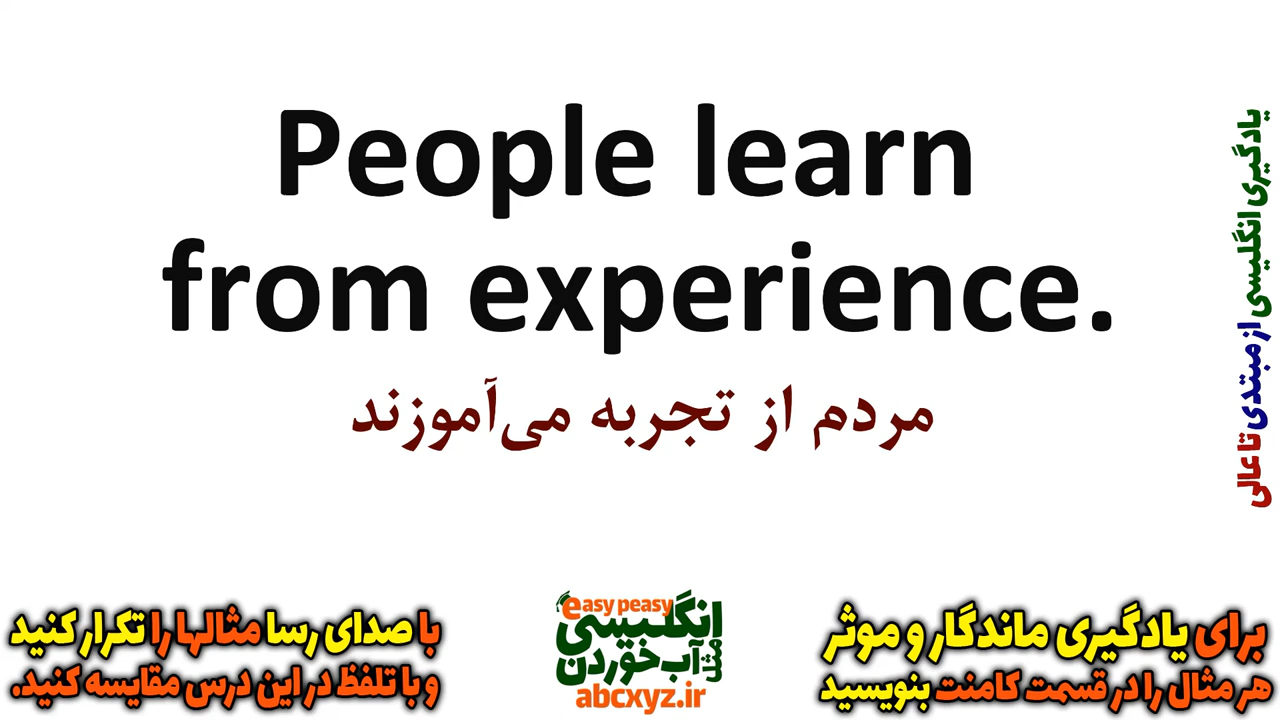 People learn
from experience.
مردم از تجربه می‌آموزند
یادگیری انگلیسی از مبتدی تا عالی
با صدای رسا مثالها را تکرار کنید
و با تلفظ در این درس مقایسه کنید.
easy peasy
انگلیسی
مثل آب خوردن
abcxyz.ir
برای یادگیری ماندگار و موثر
هر مثال را در قسمت کامنت بنویسید